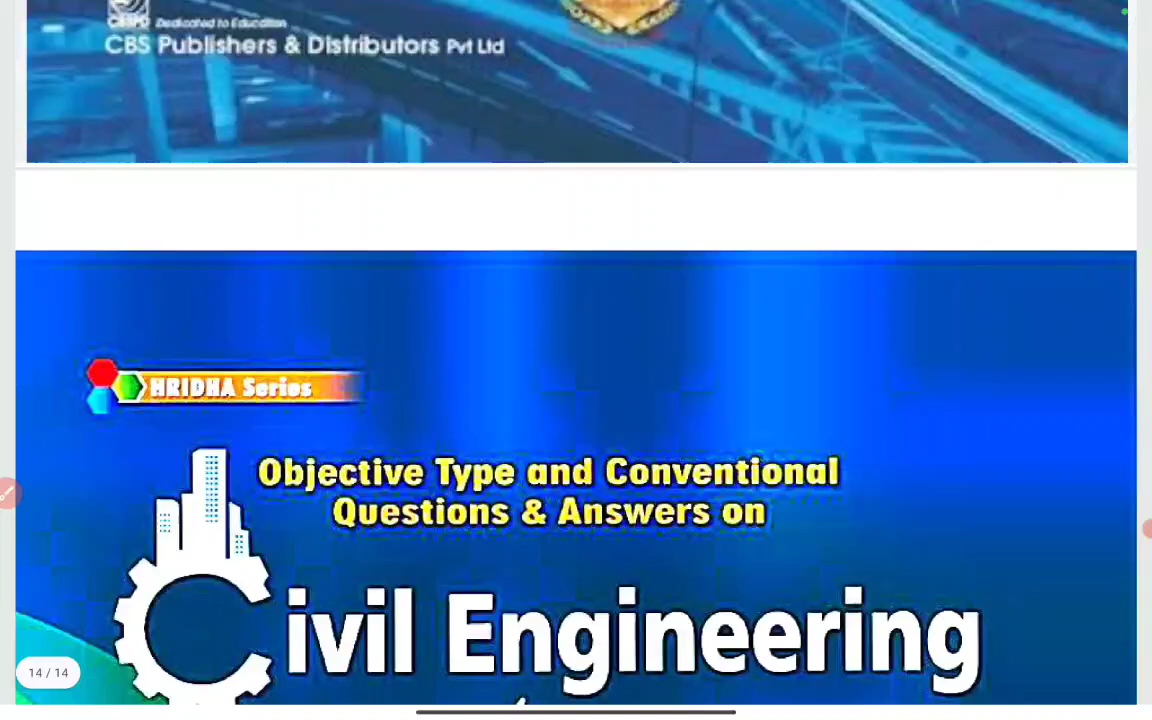 CBSPD Dedicated to Education
CBS Publishers & Distributors Pvt Ltd
HRIDHA Series
Objective Type and Conventional
Questions & Answers on
Civil Engineering
14 / 14